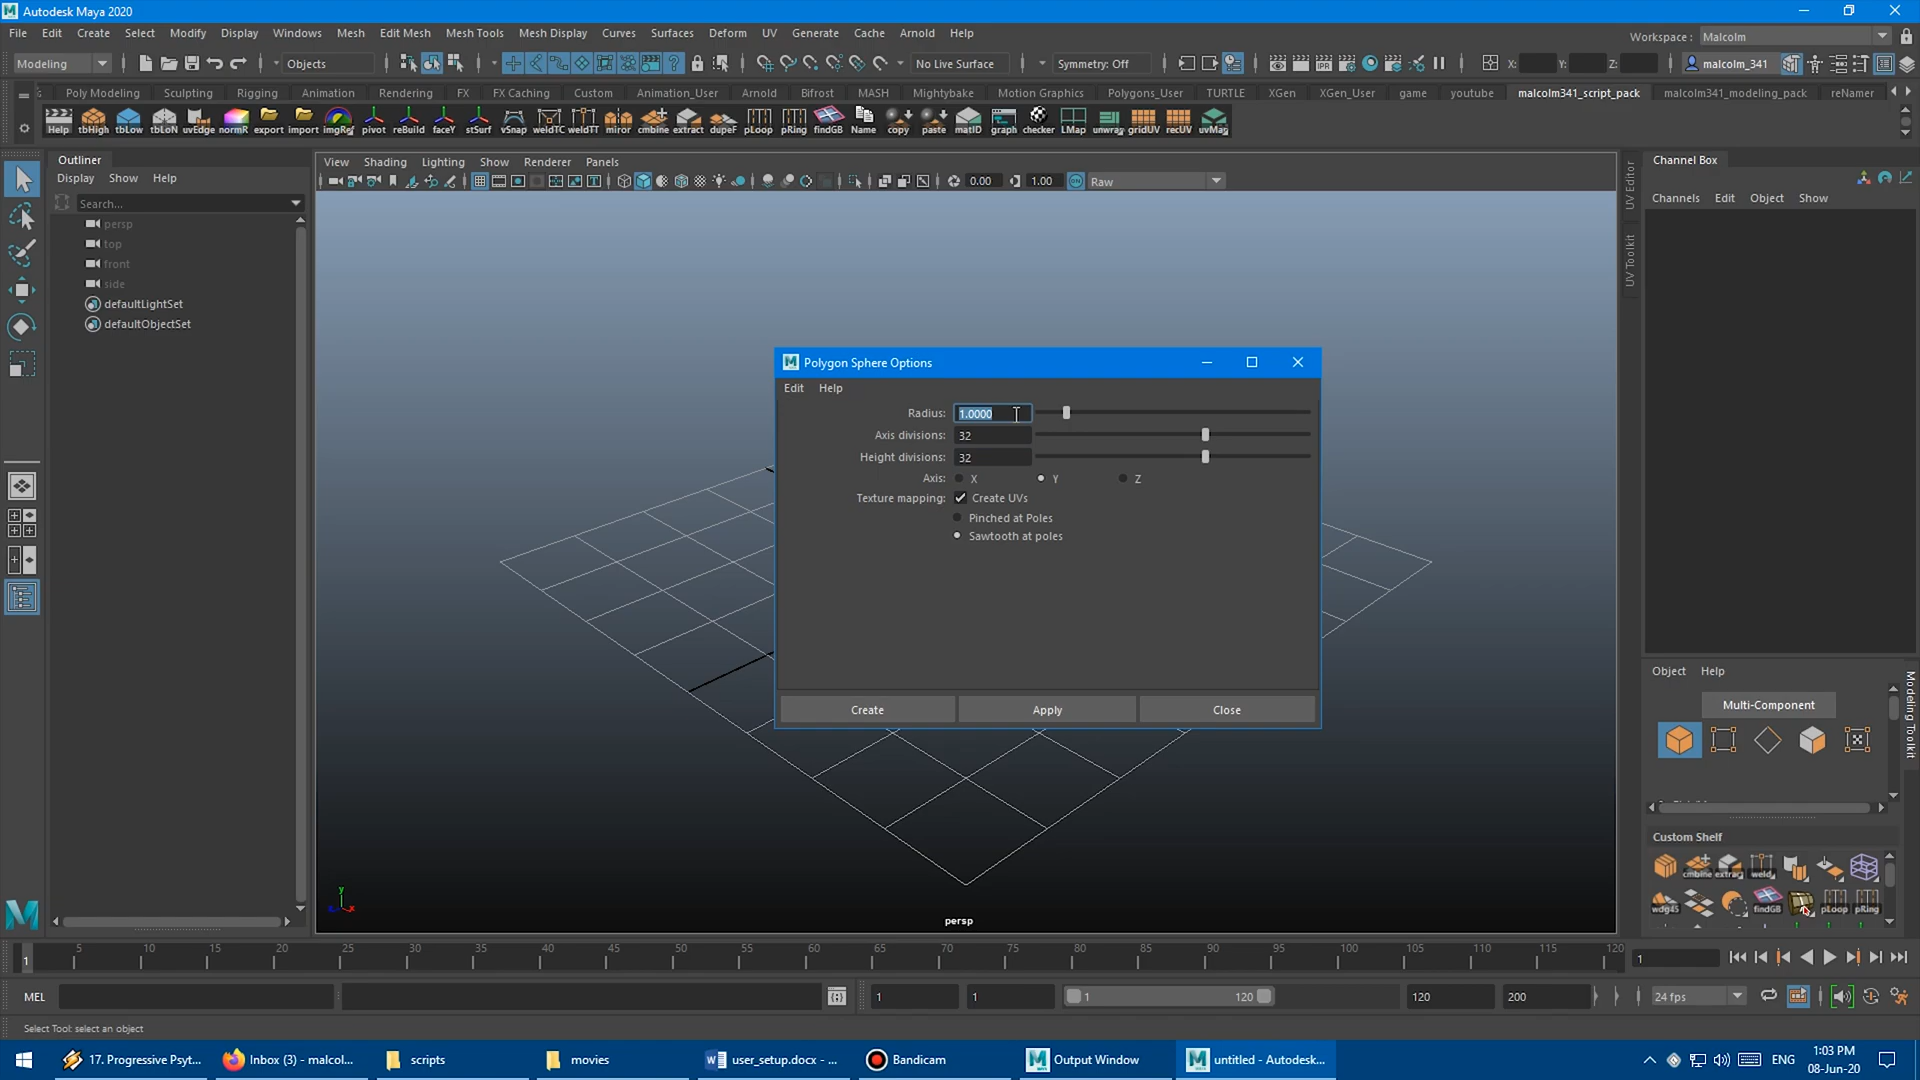 Autodesk Maya 2020
File Edit Create Select Modify Display Windows Mesh Edit Mesh Mesh Tools Mesh Display Curves Surfaces Deform UV Generate Cache Arnold Help
Workspace : Malcolm
Modeling Objects No Live Surface Symmetry: Off X: Y: Z: malcolm_341
Poly Modeling Sculpting Rigging Animation Rendering FX FX Caching Custom Animation_User Arnold Bifrost MASH Mightybake Motion Graphics Polygons_User TURTLE XGen XGen_User game youtube malcolm341_script_pack malcolm341_modeling_pack reNamer
Help tbHigh tbLow tbLoN uvEdge normR export import imgRef pivot reBuild faceY stSurf vSnap weldTC weldTT miror cmbine extract dupeF pLoop pRing findGB Name copy paste matID graph checker LMap unwrap gridUV recUV uvMap
Outliner
Display Show Help
Search...
persp
top
front
side
defaultLightSet
defaultObjectSet
View Shading Lighting Show Renderer Panels
IPR
0.00 1.00 Raw
UV Editor
UV Toolkit
Channel Box
Channels Edit Object Show
Polygon Sphere Options
Edit Help
Radius: 1.0000
Axis divisions: 32
Height divisions: 32
Axis: X Y Z
Texture mapping: Create UVs
Pinched at Poles
Sawtooth at poles
Create Apply Close
Object Help
Multi-Component
Modeling Toolkit
Custom Shelf
cmbine extrac weld
wdg45 findGB pLoop pRing
y
x
persp
1 5 10 15 20 25 30 35 40 45 50 55 60 65 70 75 80 85 90 95 100 105 110 115 120
1
MEL 1 1 1 120 120 200 24 fps
Select Tool: select an object
17. Progressive Psyt... Inbox (3) - malcol... scripts movies user_setup.docx - ... Bandicam Output Window untitled - Autodesk... ENG
1:03 PM
08-Jun-20